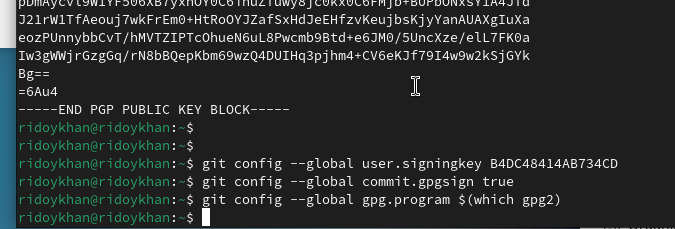 J21rW1TfAeouj7wkFrEm0+HtRoOYJZafSxHdJeEHfzvKeujbsKjyYanAUAXgIuXa
eozPUnnybbCvT/hMVTZIPTcOhueN6uL8Pwcmb9Btd+e6JM0/5UncXze/elL7FK0a
Iw3gWWjrGzgGq/rN8bBQepKbm69wzQ4DUIHq3pjhm4+CV6eKJf79I4w9w2kSjGYk
Bg==
=6Au4
-----END PGP PUBLIC KEY BLOCK-----
ridoykhan@ridoykhan:~$
ridoykhan@ridoykhan:~$
ridoykhan@ridoykhan:~$ git config --global user.signingkey B4DC48414AB734CD
ridoykhan@ridoykhan:~$ git config --global commit.gpgsign true
ridoykhan@ridoykhan:~$ git config --global gpg.program $(which gpg2)
ridoykhan@ridoykhan:~$